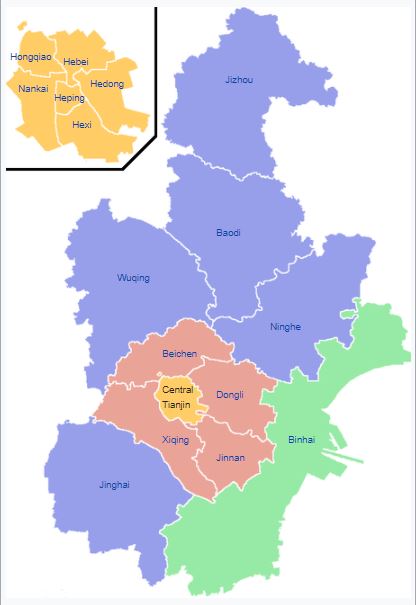 Hongqiao
Hebei
Nankai
Hedong
Heping
Hexi
Jizhou
Baodi
Wuqing
Ninghe
Beichen
Central
Tianjin
Dongli
Xiqing
Binhai
Jinnan
Jinghai